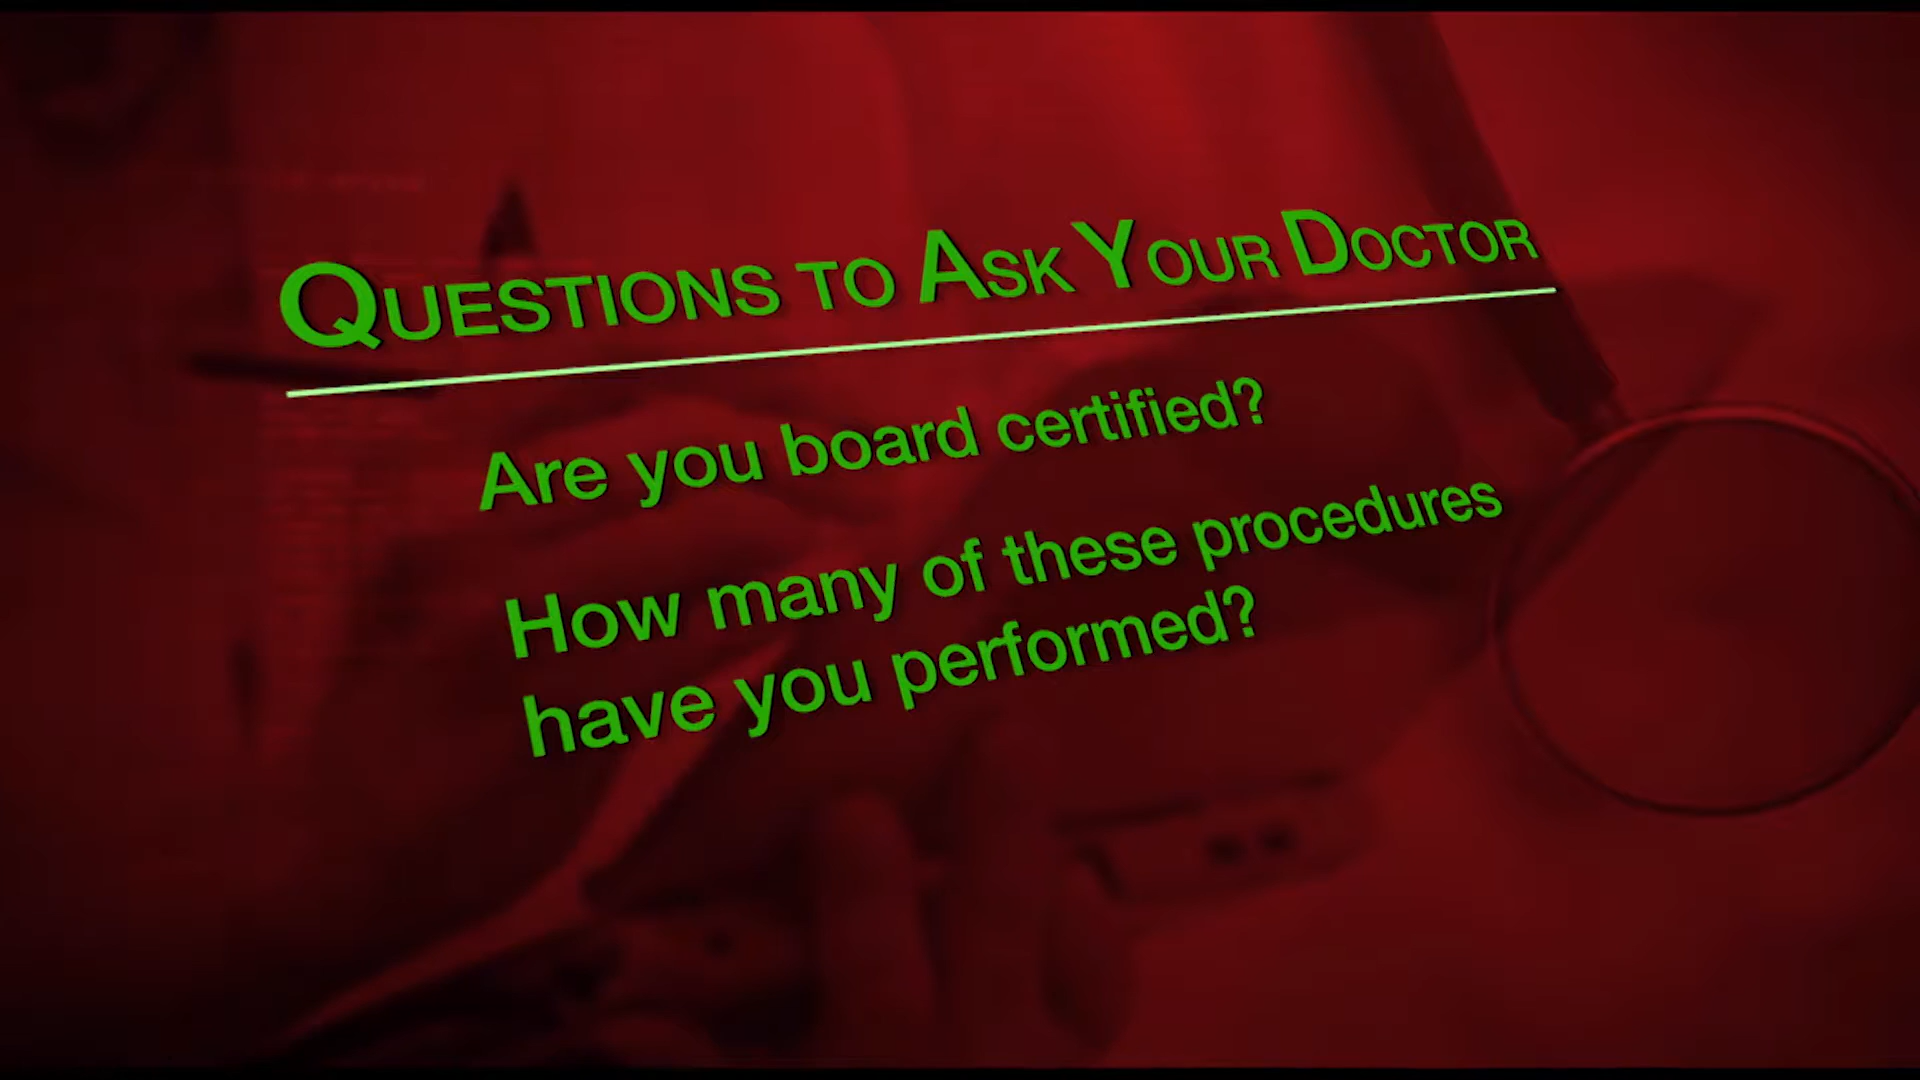 Questions to Ask Your Doctor
Are you board certified?
How many of these procedures
have you performed?